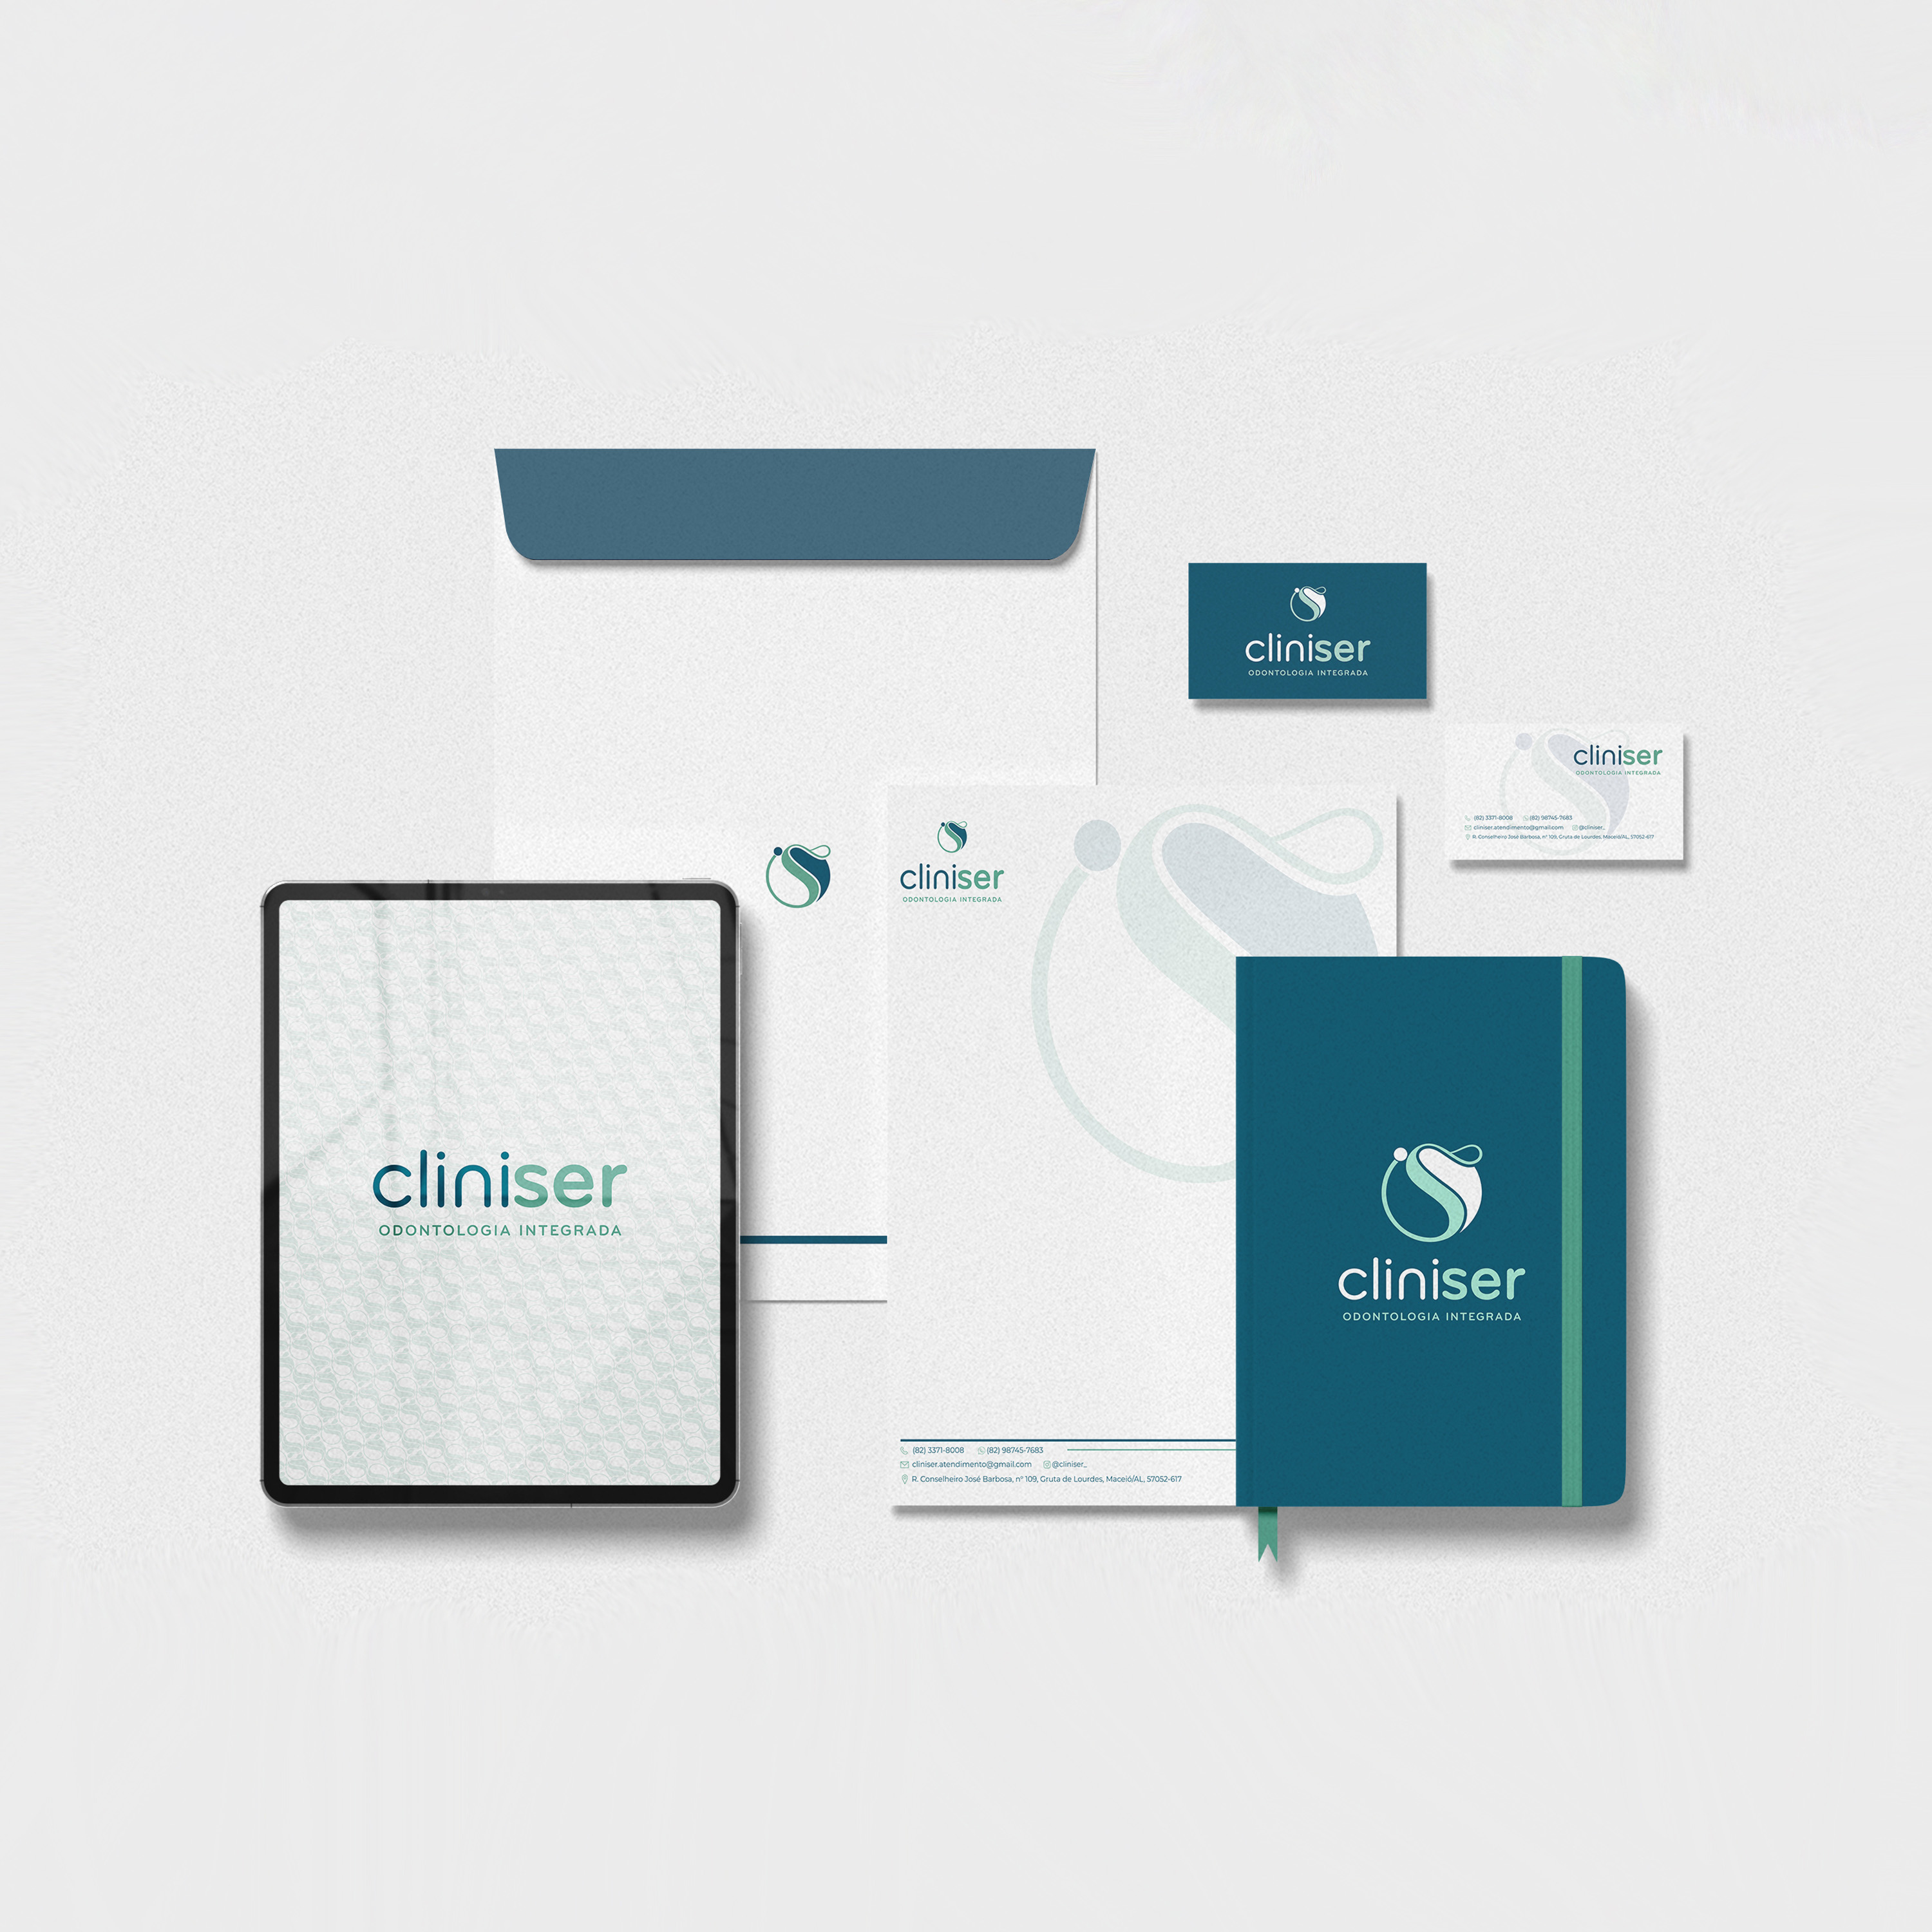 cliniser
ODONTOLOGIA INTEGRADA
cliniser
ODONTOLOGIA INTEGRADA
(82) 3371-8008 (82) 98745-7683
cliniser.atendimento@gmail.com @cliniser_
R. Conselheiro José Barbosa, nº 109, Gruta de Lourdes, Maceió/AL, 57052-617
cliniser
ODONTOLOGIA INTEGRADA
(82) 3371-8008 (82) 98745-7683
cliniser.atendimento@gmail.com @cliniser_
R. Conselheiro José Barbosa, nº 109, Gruta de Lourdes, Maceió/AL, 57052-617
cliniser
ODONTOLOGIA INTEGRADA
cliniser
ODONTOLOGIA INTEGRADA